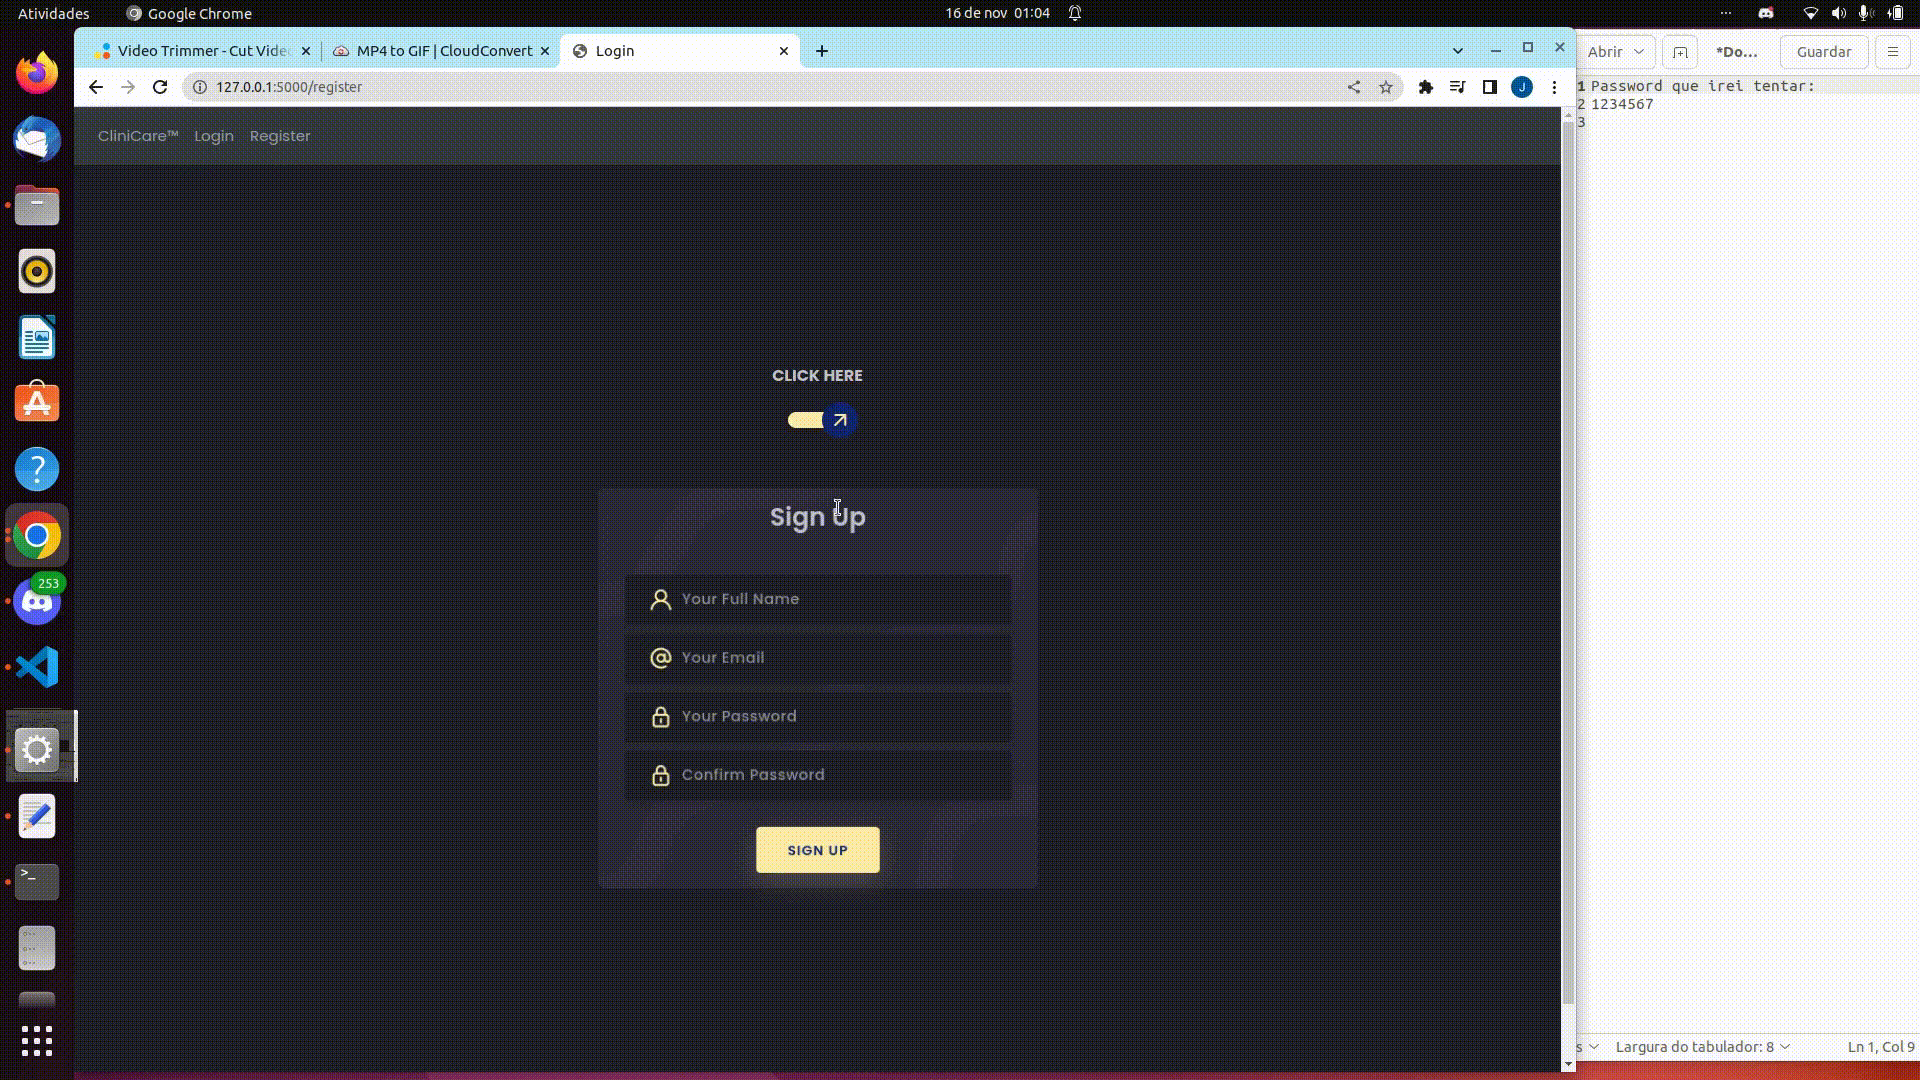 Atividades
Google Chrome
16 de nov 01:04
Video Trimmer - Cut Vide
MP4 to GIF | CloudConvert
Login
127.0.0.1:5000/register
J
Abrir
*Do...
Guardar
1 Password que irei tentar:
2 1234567
3
CliniCare™ Login Register
CLICK HERE
Sign Up
Your Full Name
Your Email
Your Password
Confirm Password
SIGN UP
253
s
Largura do tabulador: 8
Ln 1, Col 9